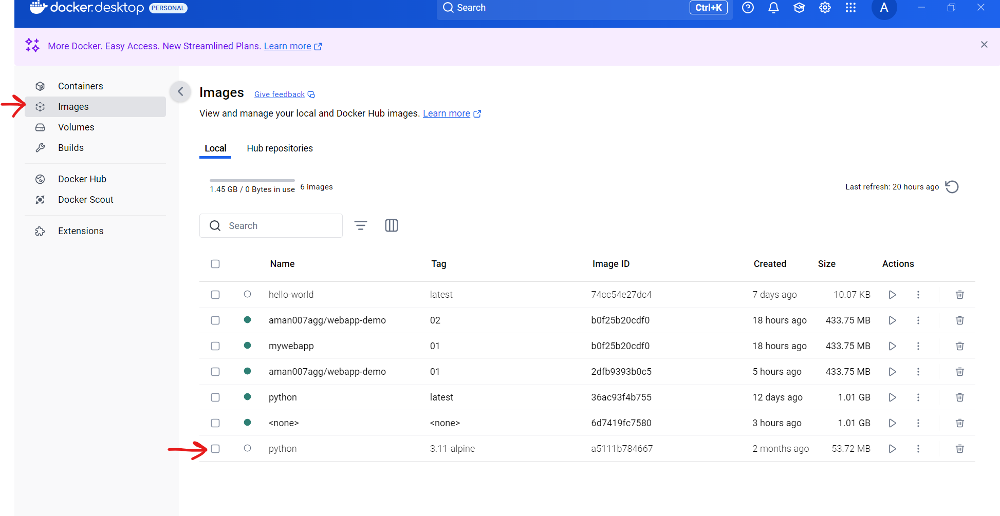 docker.desktop PERSONAL Search Ctrl+K A
More Docker. Easy Access. New Streamlined Plans. Learn more
Containers
Images
Volumes
Builds
Docker Hub
Docker Scout
Extensions
Images Give feedback
View and manage your local and Docker Hub images. Learn more
Local Hub repositories
1.45 GB / 0 Bytes in use 6 images Last refresh: 20 hours ago
Search
Name Tag Image ID Created Size Actions
hello-world latest 74cc54e27dc4 7 days ago 10.07 KB
aman007agg/webapp-demo 02 b0f25b20cdf0 18 hours ago 433.75 MB
mywebapp 01 b0f25b20cdf0 18 hours ago 433.75 MB
aman007agg/webapp-demo 01 2dfb9393b0c5 5 hours ago 433.75 MB
python latest 36ac93f4b755 12 days ago 1.01 GB
<none> <none> 6d7419fc7580 3 hours ago 1.01 GB
python 3.11-alpine a5111b784667 2 months ago 53.72 MB